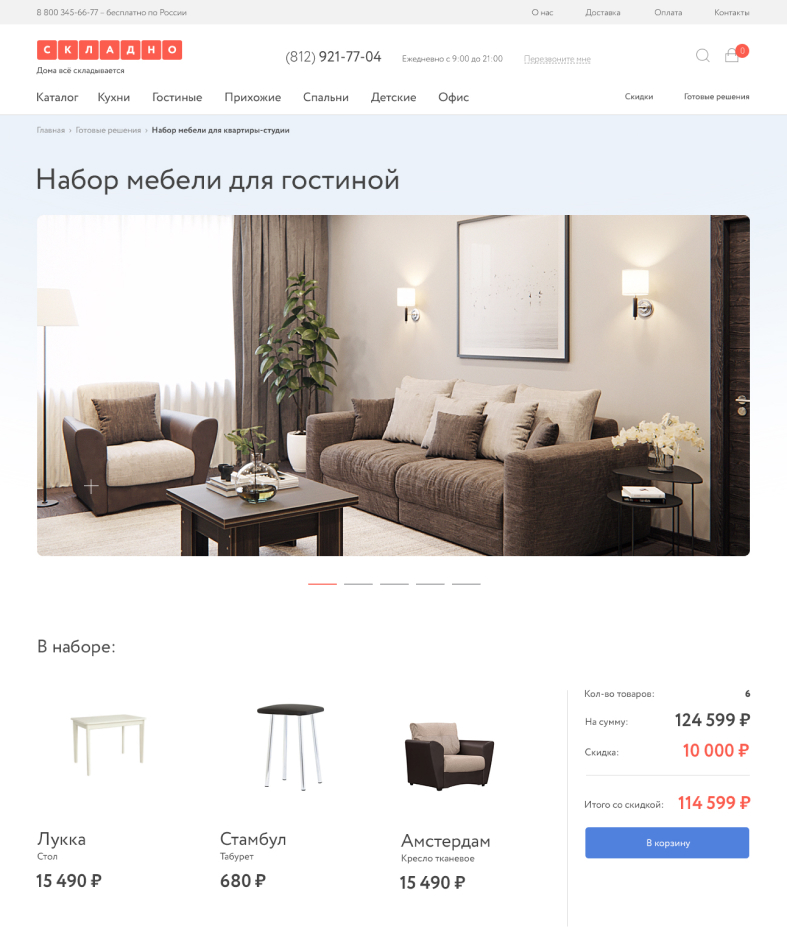 8 800 345-66-77 – бесплатно по России
О нас
Доставка
Оплата
Контакты
СКЛАДНО
Дома всё складывается
(812) 921-77-04
Ежедневно с 9:00 до 21:00
Перезвоните мне
0
Каталог
Кухни
Гостиные
Прихожие
Спальни
Детские
Офис
Скидки
Готовые решения
Главная › Готовые решения › Набор мебели для квартиры-студии
Набор мебели для гостиной
В наборе:
Лукка
Стол
15 490 ₽
Стамбул
Табурет
680 ₽
Амстердам
Кресло тканевое
15 490 ₽
Кол-во товаров: 6
На сумму: 124 599 ₽
Скидка: 10 000 ₽
Итого со скидкой: 114 599 ₽
В корзину